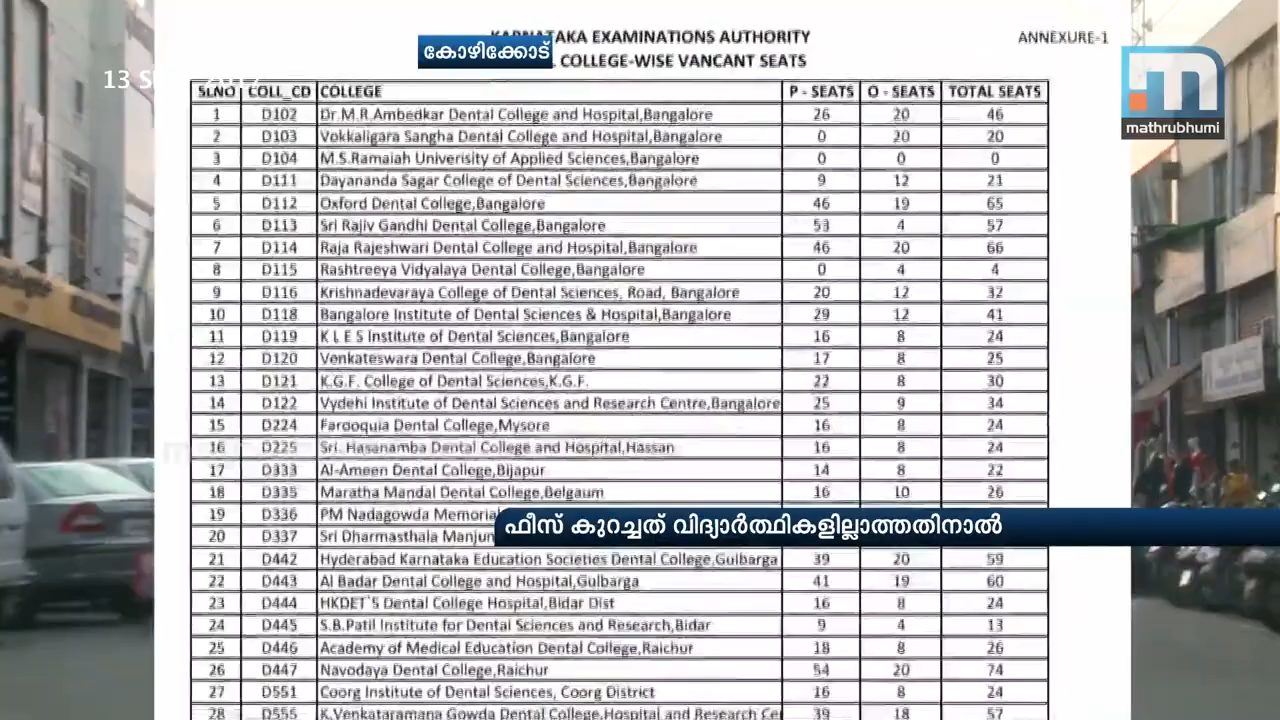 KARNATAKA EXAMINATIONS AUTHORITY
ANNEXURE-1
കോഴിക്കോട്
COLLEGE-WISE VANCANT SEATS
13
mathrubhumi
SLNO COLL_CD COLLEGE P - SEATS O - SEATS TOTAL SEATS
1 D102 Dr.M.R.Ambedkar Dental College and Hospital,Bangalore 26 20 46
2 D103 Vokkaligara Sangha Dental College and Hospital,Bangalore 0 20 20
3 D104 M.S.Ramaiah Univerisity of Applied Sciences,Bangalore 0 0 0
4 D111 Dayananda Sagar College of Dental Sciences,Bangalore 9 12 21
5 D112 Oxford Dental College,Bangalore 46 19 65
6 D113 Sri Rajiv Gandhi Dental College,Bangalore 53 4 57
7 D114 Raja Rajeshwari Dental College and Hospital,Bangalore 46 20 66
8 D115 Rashtreeya Vidyalaya Dental College,Bangalore 0 4 4
9 D116 Krishnadevaraya College of Dental Sciences, Road, Bangalore 20 12 32
10 D118 Bangalore Institute of Dental Sciences & Hospital,Bangalore 29 12 41
11 D119 K L E S Institute of Dental Sciences,Bangalore 16 8 24
12 D120 Venkateswara Dental College,Bangalore 17 8 25
13 D121 K.G.F. College of Dental Sciences,K.G.F. 22 8 30
14 D122 Vydehi Institute of Dental Sciences and Research Centre,Bangalore 25 9 34
15 D224 Farooquia Dental College,Mysore 16 8 24
16 D225 Sri. Hasanamba Dental College and Hospital,Hassan 16 8 24
17 D333 Al-Ameen Dental College,Bijapur 14 8 22
18 D335 Maratha Mandal Dental College,Belgaum 16 10 26
19 D336 PM Nadagowda Memorial
ഫീസ് കുറച്ചത് വിദ്യാർത്ഥികളില്ലാത്തതിനാൽ
20 D337 Sri Dharmasthala Manjun
21 D442 Hyderabad Karnataka Education Societies Dental College,Gulbarga 39 20 59
22 D443 Al Badar Dental College and Hospital,Gulbarga 41 19 60
23 D444 HKDET`S Dental College Hospital,Bidar Dist 16 8 24
24 D445 S.B.Patil Institute for Dental Sciences and Research,Bidar 9 4 13
25 D446 Academy of Medical Education Dental College,Raichur 18 8 26
26 D447 Navodaya Dental College,Raichur 54 20 74
27 D551 Coorg Institute of Dental Sciences, Coorg District 16 8 24
28 D555 K.Venkataramana Gowda Dental College,Hospital and Research Cer 39 18 57